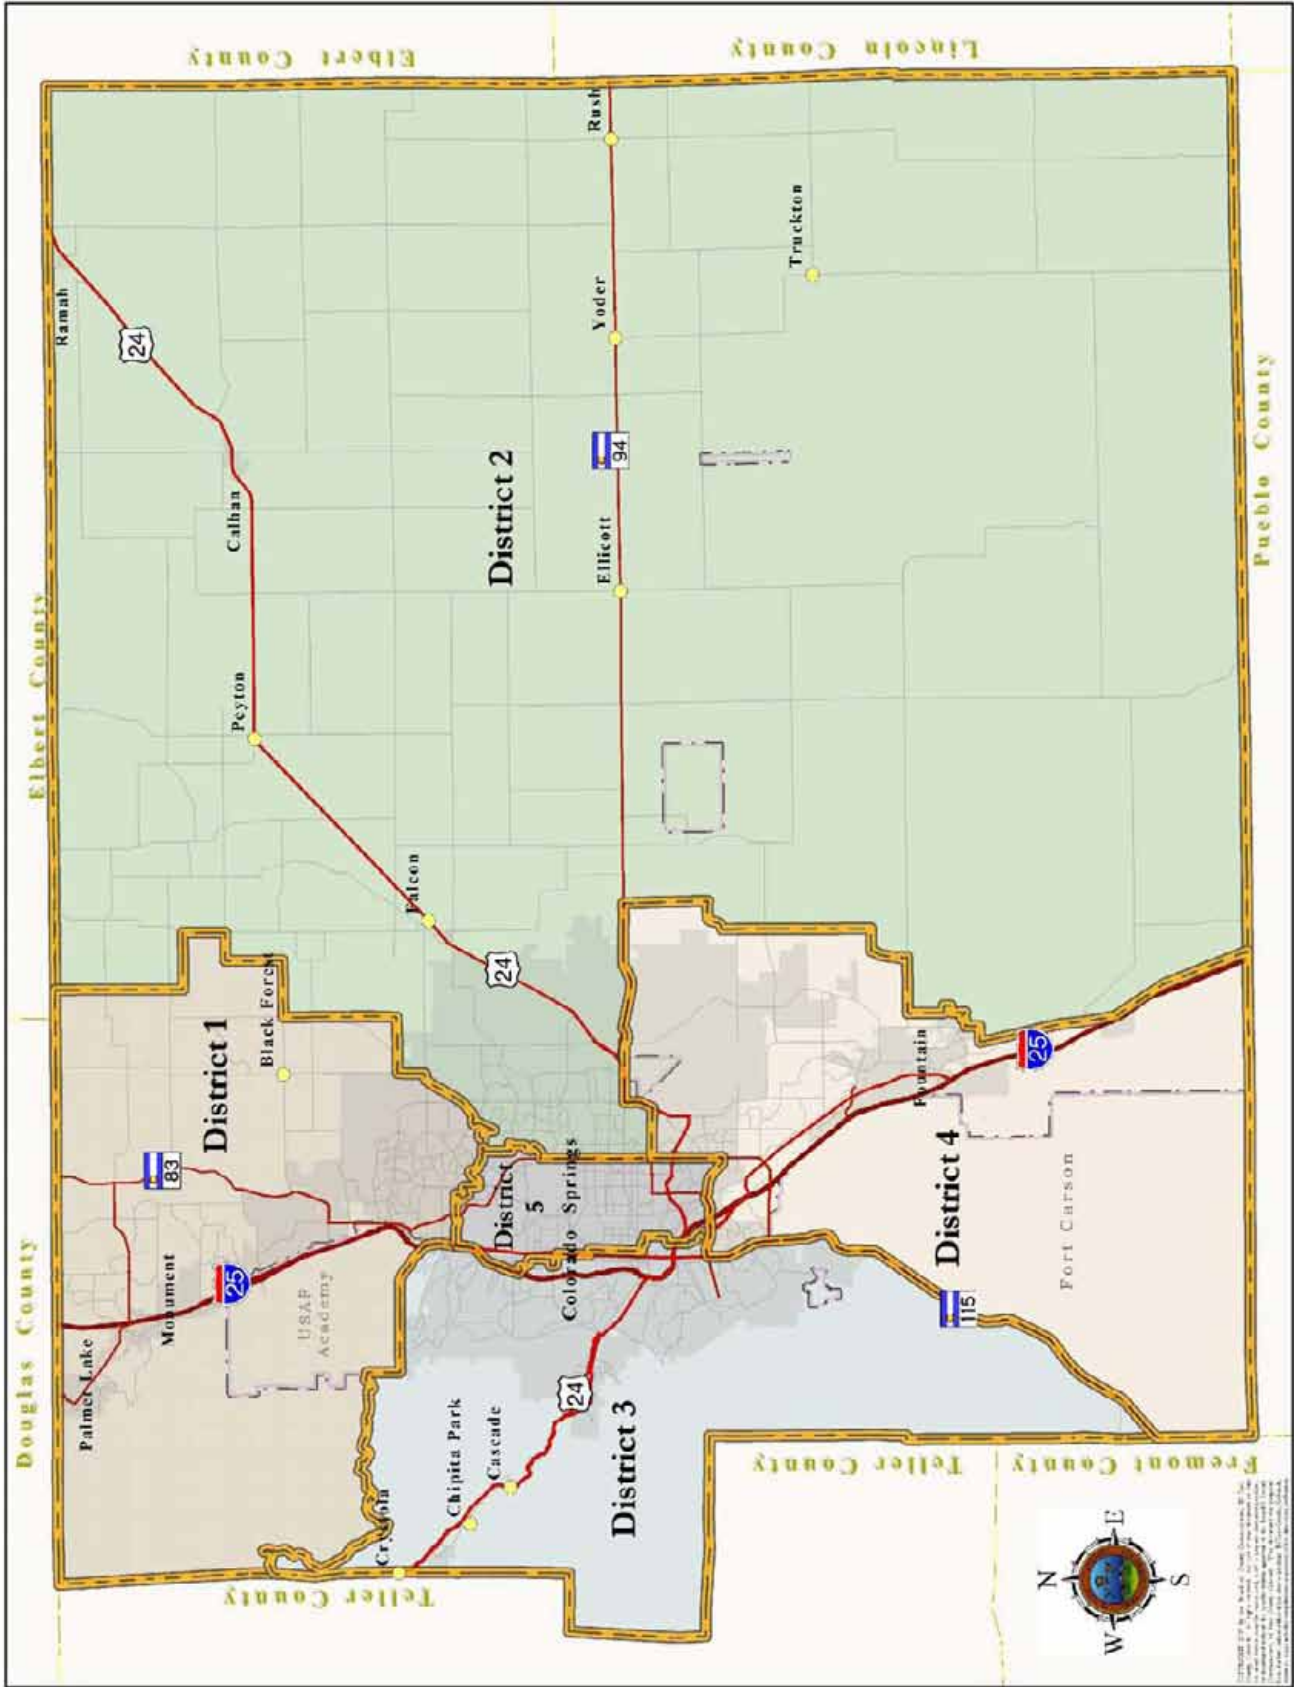 Douglas County
Elbert County
Elbert County
Lincoln County
Pueblo County
Teller County
Teller County
Fremont County
Palmer Lake
Monument
25
83
USAF
Academy
District 1
Black Forest
Ramah
24
Calhan
Peyton
Falcon
24
District 2
Rush
Yoder
94
Ellicott
Truckton
Crystola
Chipita Park
Cascade
24
District 3
District
5
Colorado Springs
Fountain
25
District 4
Fort Carson
115
N
W
E
S